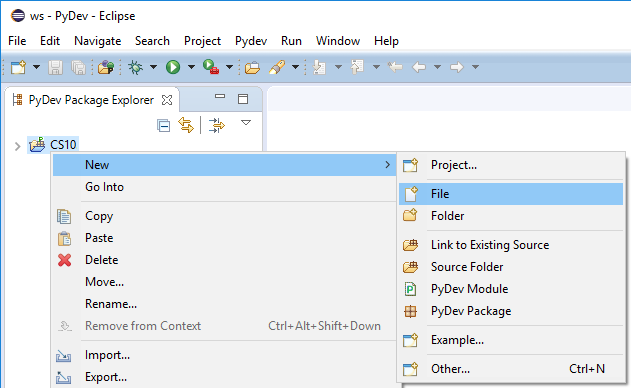 ws - PyDev - Eclipse
File Edit Navigate Search Project Pydev Run Window Help
PyDev Package Explorer
CS10
New
Go Into
Copy
Paste
Delete
Move...
Rename...
Remove from Context Ctrl+Alt+Shift+Down
Import...
Export...
Project...
File
Folder
Link to Existing Source
Source Folder
PyDev Module
PyDev Package
Example...
Other... Ctrl+N